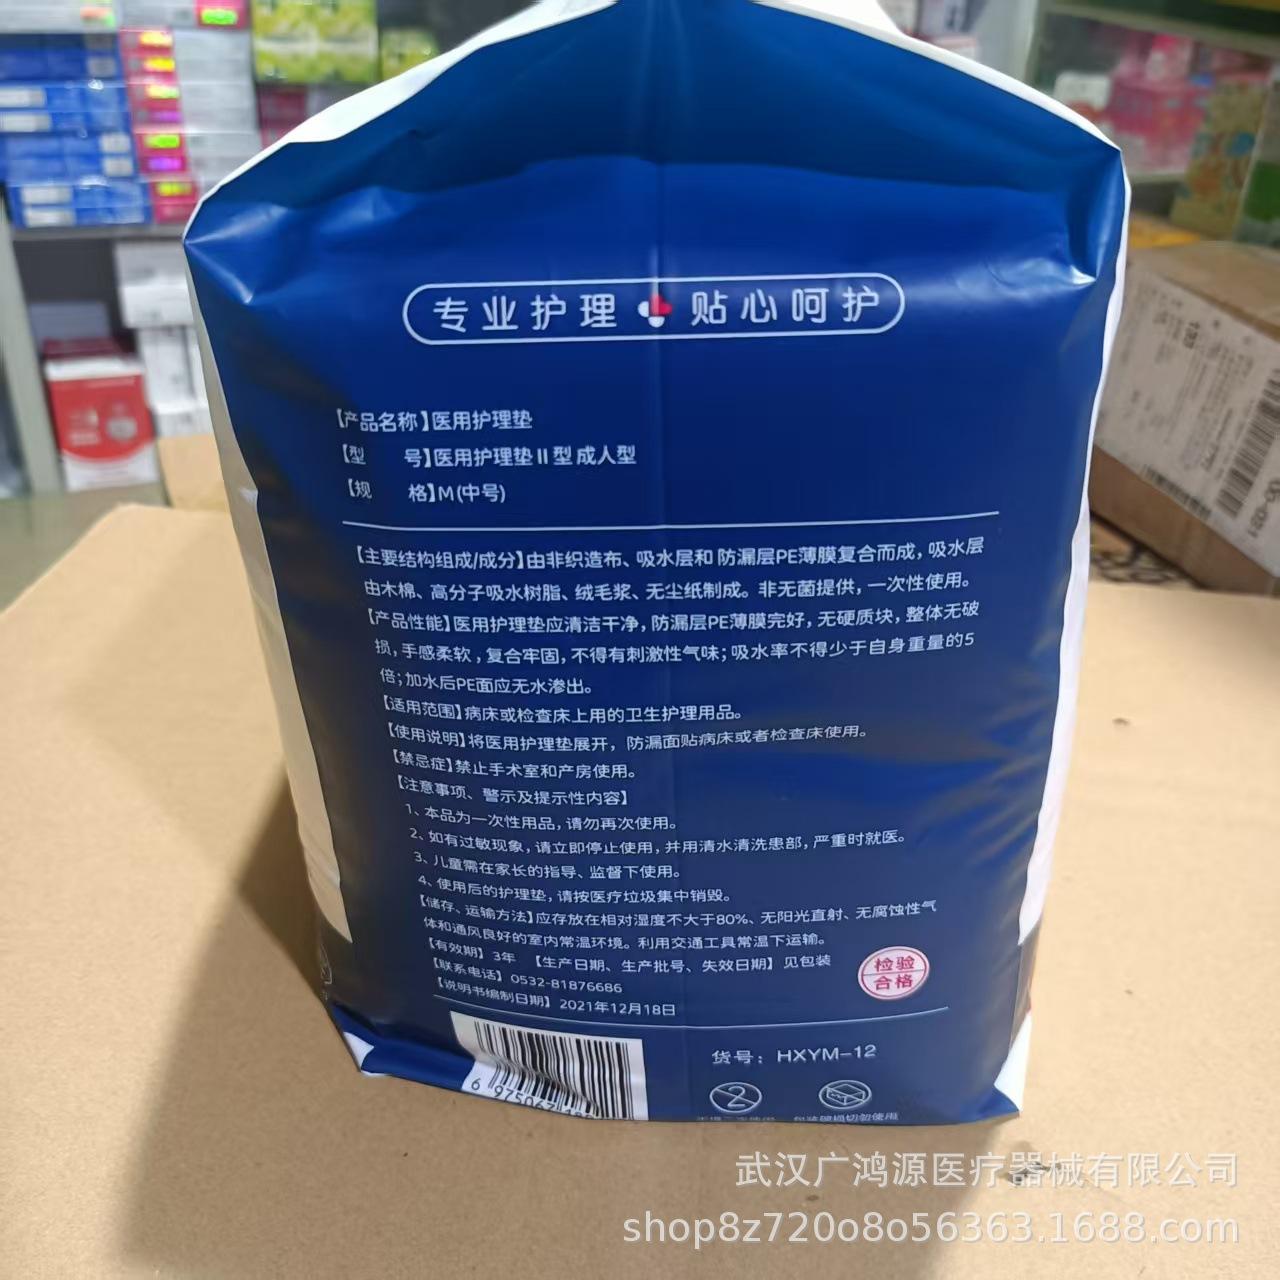 专业护理 贴心呵护
【产品名称】医用护理垫
【型 号】医用护理垫II型成人型
【规 格】M(中号)
【主要结构组成/成分】由非织造布、吸水层和防漏层PE薄膜复合而成，吸水层
由木棉、高分子吸水树脂、绒毛浆、无尘纸制成。非无菌提供，一次性使用。
【产品性能】医用护理垫应清洁干净，防漏层PE薄膜完好，无硬质块，整体无破
损，手感柔软，复合牢固，不得有刺激性气味；吸水率不得少于自身重量的5
倍；加水后PE面应无水渗出。
【适用范围】病床或检查床上用的卫生护理用品。
【使用说明】将医用护理垫展开，防漏面贴病床或者检查床使用。
【禁忌症】禁止手术室和产房使用。
【注意事项、警示及提示性内容】
1、本品为一次性用品，请勿再次使用。
2、如有过敏现象，请立即停止使用，并用清水清洗患部，严重时就医。
3、儿童需在家长的指导、监督下使用。
4、使用后的护理垫，请按医疗垃圾集中销毁。
【储存、运输方法】应存放在相对湿度不大于80%、无阳光直射、无腐蚀性气
体和通风良好的室内常温环境。利用交通工具常温下运输。
【有效期】3年 【生产日期、生产批号、失效日期】见包装
【联系电话】0532-81876686
【说明书编制日期】2021年12月18日
检验
合格
货号：HXYM-12
2
包装破损切勿使用
6 975067
武汉广鸿源医疗器械有限公司
shop8z720o8o56363.1688.com